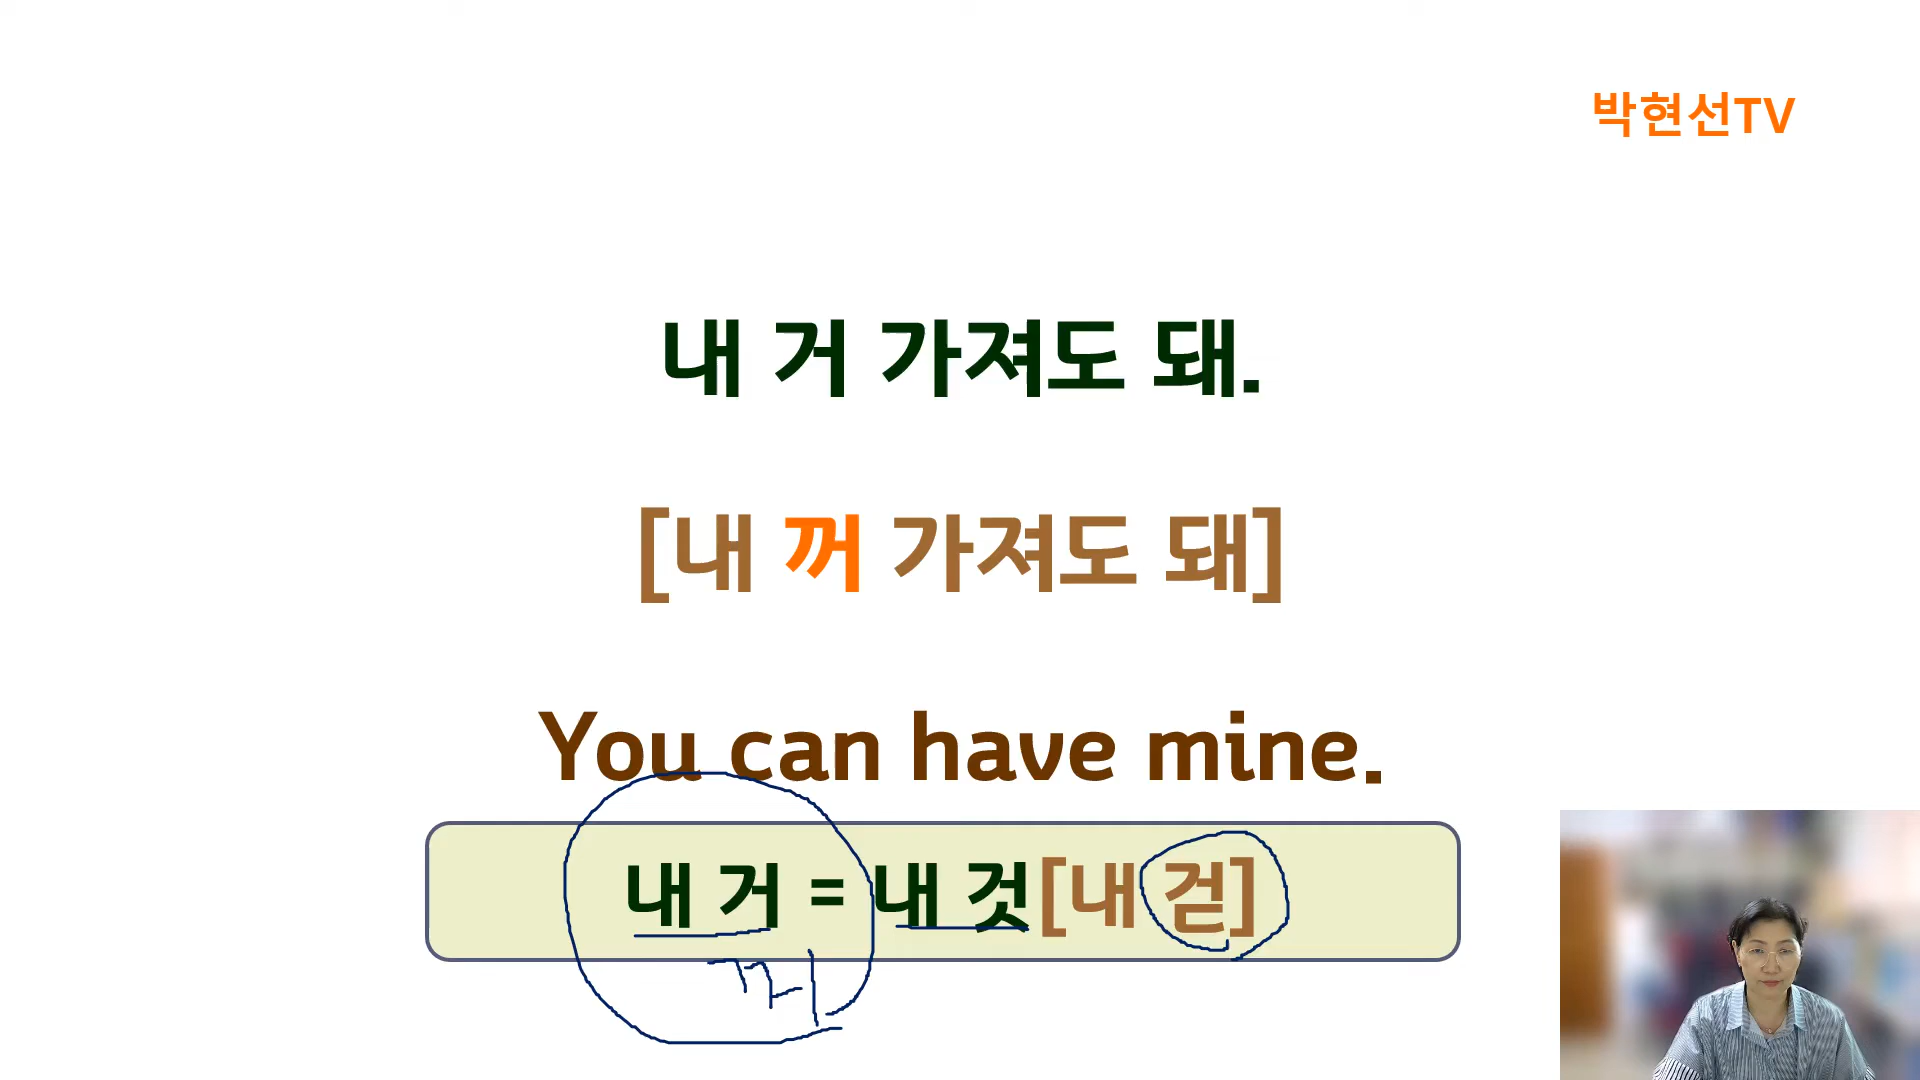 박현선TV
내 거 가져도 돼.
[내 꺼 가져도 돼]
You can have mine.
내 거 = 내 것[내 걷]
꺼